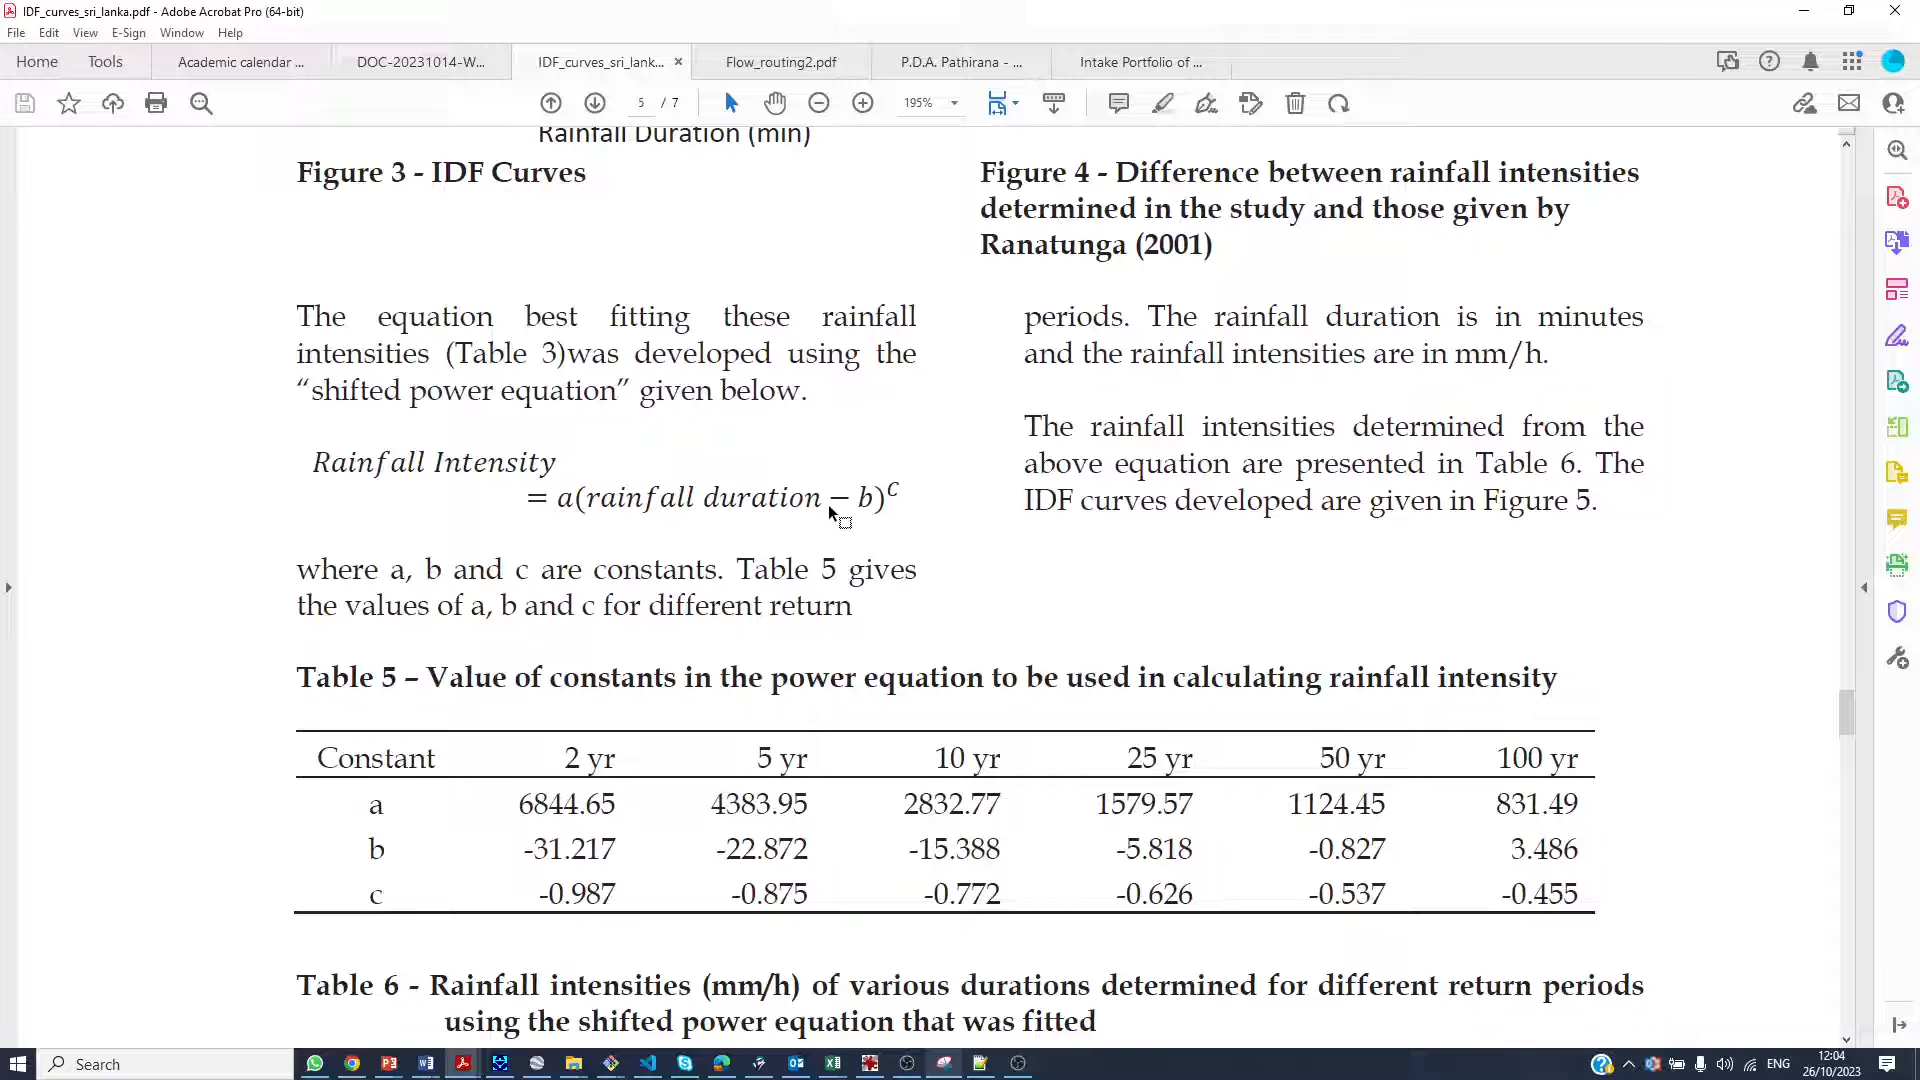 IDF_curves_sri_lanka.pdf - Adobe Acrobat Pro (64-bit)
File Edit View E-Sign Window Help
Home Tools Academic calendar ... DOC-20231014-W... IDF_curves_sri_lank... Flow_routing2.pdf P.D.A. Pathirana - ... Intake Portfolio of ...
5 / 7 195%
Rainfall Duration (min)
Figure 3 - IDF Curves
Figure 4 - Difference between rainfall intensities
determined in the study and those given by
Ranatunga (2001)
The equation best fitting these rainfall
intensities (Table 3)was developed using the
“shifted power equation” given below.
Rainfall Intensity
= a(rainfall duration − b)^C
where a, b and c are constants. Table 5 gives
the values of a, b and c for different return
periods. The rainfall duration is in minutes
and the rainfall intensities are in mm/h.
The rainfall intensities determined from the
above equation are presented in Table 6. The
IDF curves developed are given in Figure 5.
Table 5 – Value of constants in the power equation to be used in calculating rainfall intensity
Constant 2 yr 5 yr 10 yr 25 yr 50 yr 100 yr
a 6844.65 4383.95 2832.77 1579.57 1124.45 831.49
b -31.217 -22.872 -15.388 -5.818 -0.827 3.486
c -0.987 -0.875 -0.772 -0.626 -0.537 -0.455
Table 6 - Rainfall intensities (mm/h) of various durations determined for different return periods
using the shifted power equation that was fitted
Search
ENG
12:04
26/10/2023